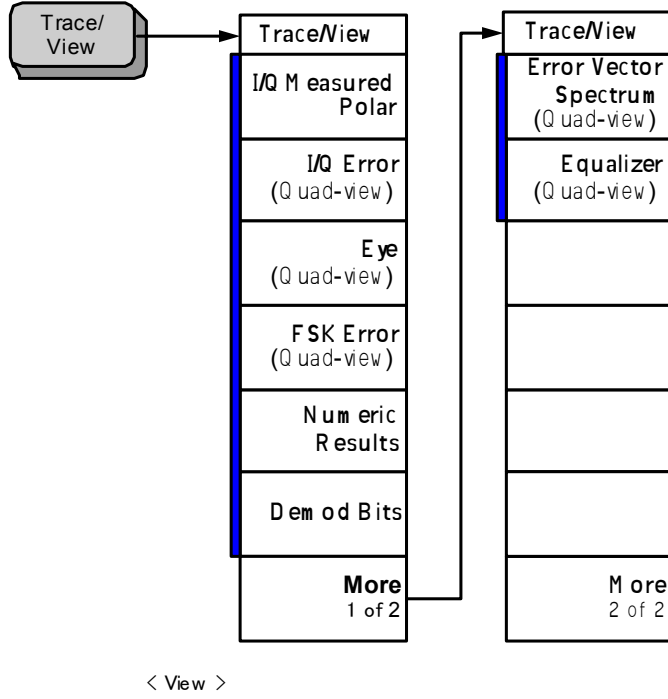 Trace/
View
Trace/View
I/Q Measured
Polar
I/Q Error
(Quad-view)
Eye
(Quad-view)
FSK Error
(Quad-view)
Numeric
Results
Demod Bits
More
1 of 2
Trace/View
Error Vector
Spectrum
(Quad-view)
Equalizer
(Quad-view)
More
2 of 2
< View >